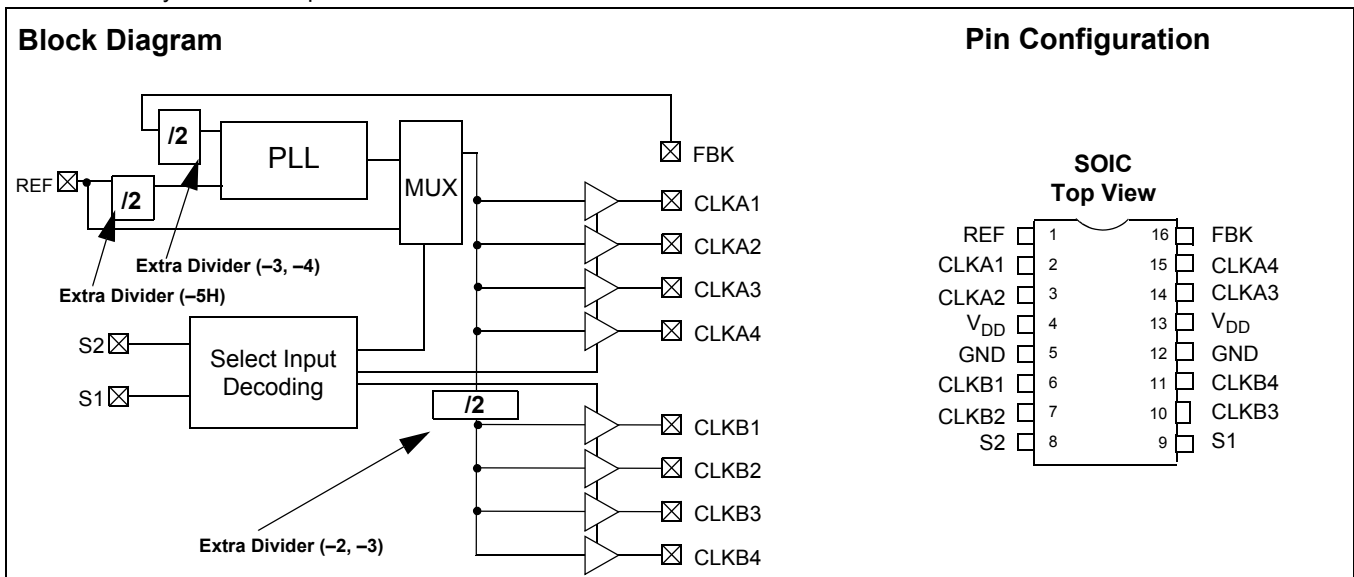 Block Diagram
Pin Configuration
/2
PLL
MUX
REF
/2
FBK
CLKA1
CLKA2
CLKA3
CLKA4
Extra Divider (–3, –4)
Extra Divider (–5H)
S2
S1
Select Input
Decoding
/2
CLKB1
CLKB2
CLKB3
CLKB4
Extra Divider (–2, –3)
SOIC
Top View
REF 1 16 FBK
CLKA1 2 15 CLKA4
CLKA2 3 14 CLKA3
VDD 4 13 VDD
GND 5 12 GND
CLKB1 6 11 CLKB4
CLKB2 7 10 CLKB3
S2 8 9 S1